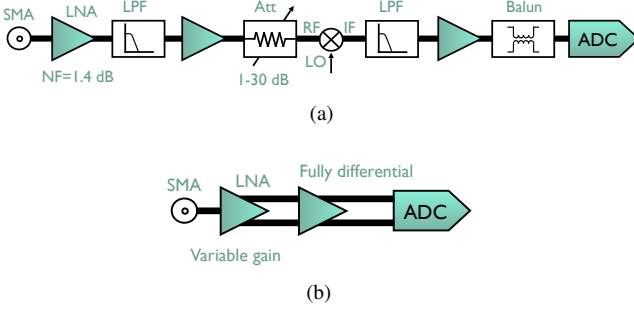 SMA
LNA
LPF
Att
RF
IF
LO
LPF
Balun
ADC
NF=1.4 dB
1-30 dB
(a)
SMA
LNA
Fully differential
ADC
Variable gain
(b)